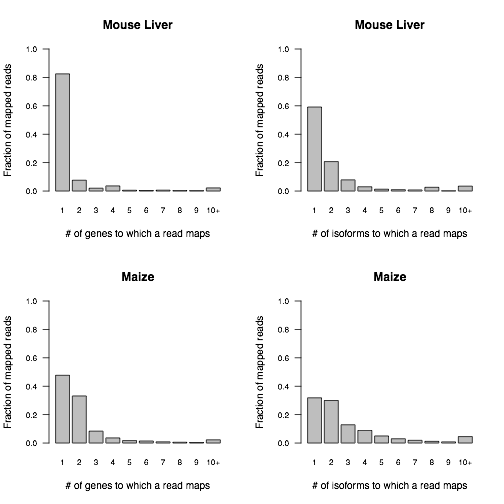 Mouse Liver
Fraction of mapped reads
1.0
0.8
0.6
0.4
0.2
0.0
1 2 3 4 5 6 7 8 9 10+
# of genes to which a read maps
Mouse Liver
Fraction of mapped reads
1.0
0.8
0.6
0.4
0.2
0.0
1 2 3 4 5 6 7 8 9 10+
# of isoforms to which a read maps
Maize
Fraction of mapped reads
1.0
0.8
0.6
0.4
0.2
0.0
1 2 3 4 5 6 7 8 9 10+
# of genes to which a read maps
Maize
Fraction of mapped reads
1.0
0.8
0.6
0.4
0.2
0.0
1 2 3 4 5 6 7 8 9 10+
# of isoforms to which a read maps